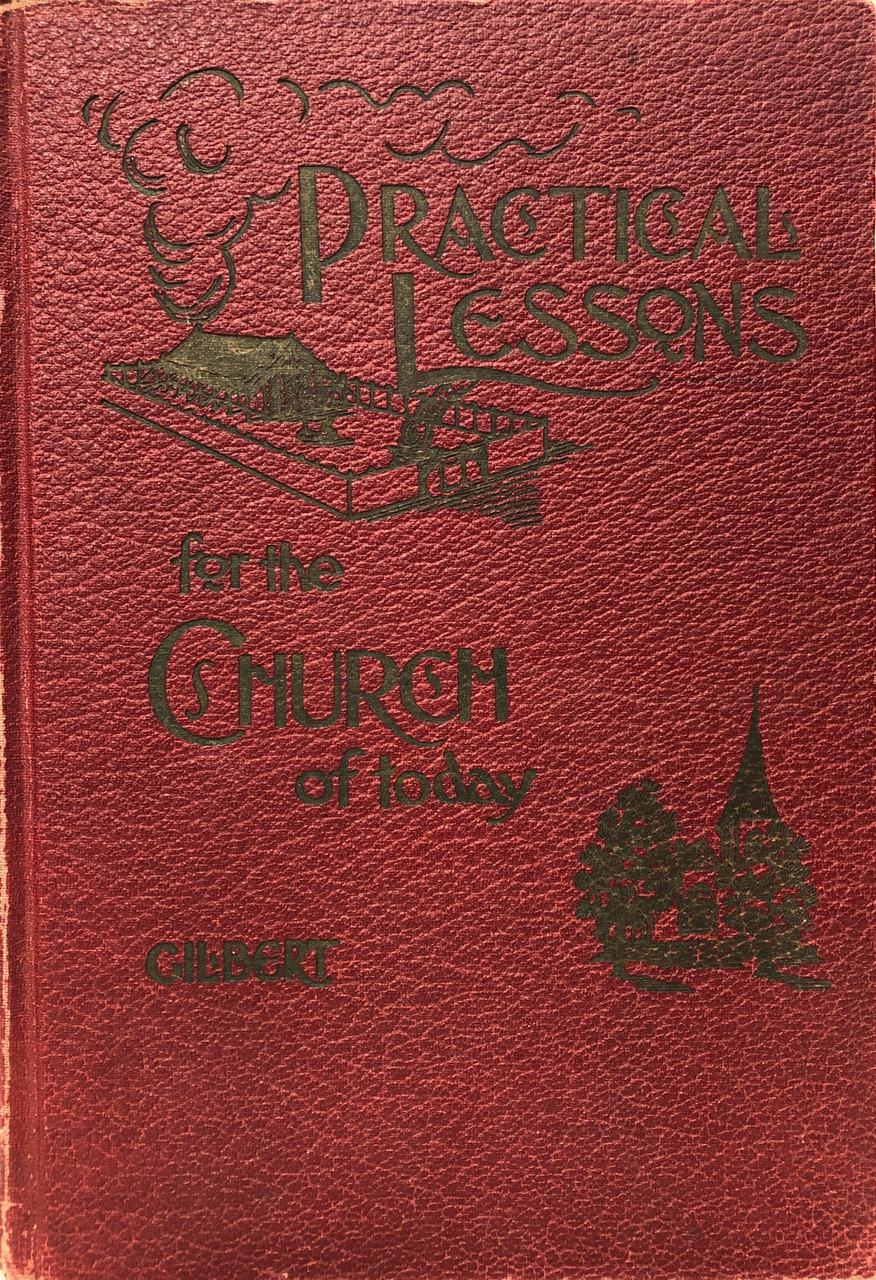 PRACTICAL
LESSONS
for the
CHURCH
of today
GILBERT